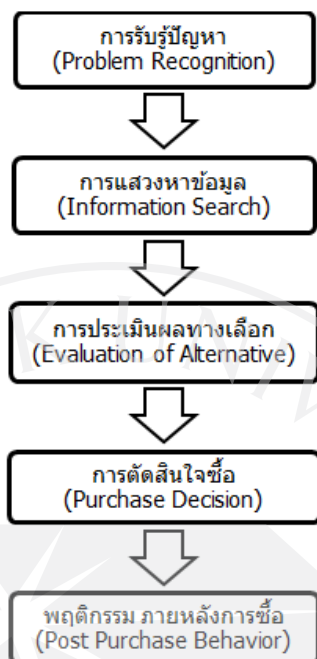 การรับรู้ปัญหา
(Problem Recognition)
การแสวงหาข้อมูล
(Information Search)
การประเมินผลทางเลือก
(Evaluation of Alternative)
การตัดสินใจซื้อ
(Purchase Decision)
พฤติกรรม ภายหลังการซื้อ
(Post Purchase Behavior)